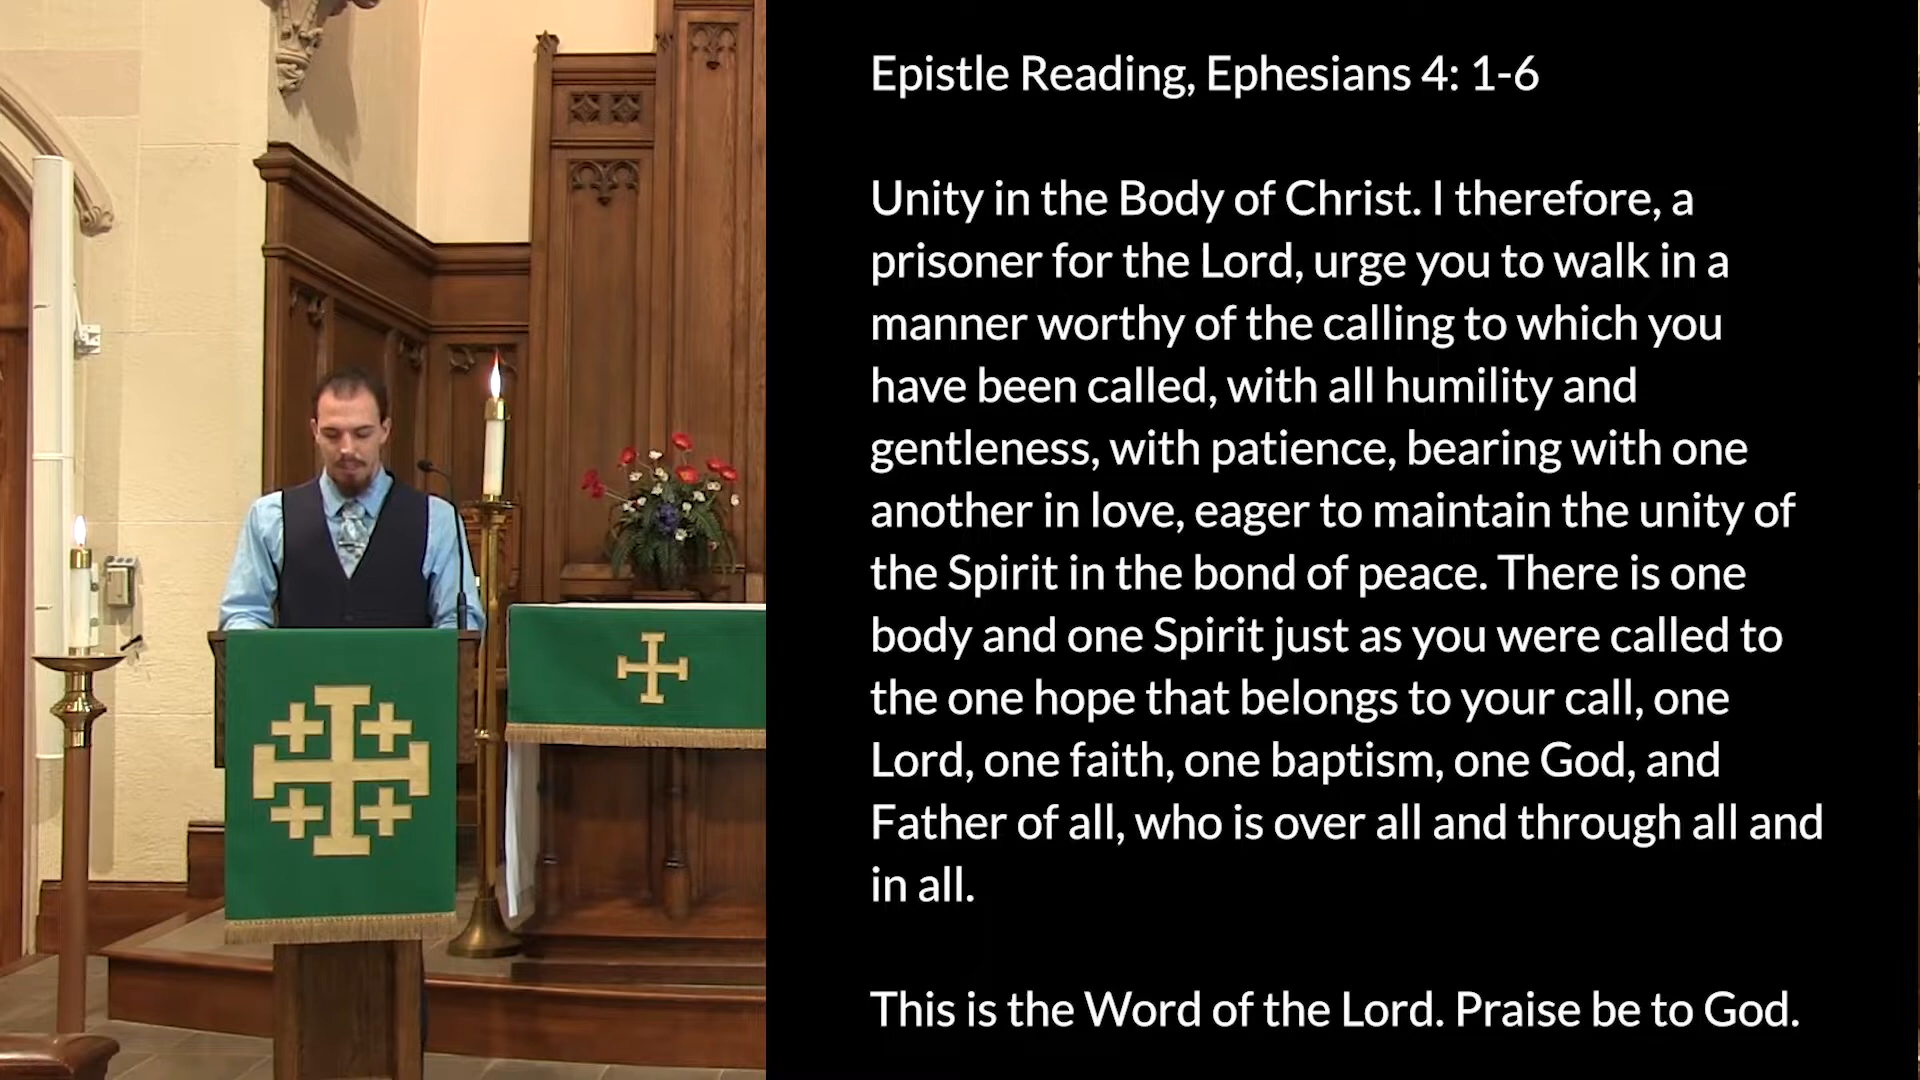 Epistle Reading, Ephesians 4: 1-6
Unity in the Body of Christ. I therefore, a
prisoner for the Lord, urge you to walk in a
manner worthy of the calling to which you
have been called, with all humility and
gentleness, with patience, bearing with one
another in love, eager to maintain the unity of
the Spirit in the bond of peace. There is one
body and one Spirit just as you were called to
the one hope that belongs to your call, one
Lord, one faith, one baptism, one God, and
Father of all, who is over all and through all and
in all.
This is the Word of the Lord. Praise be to God.